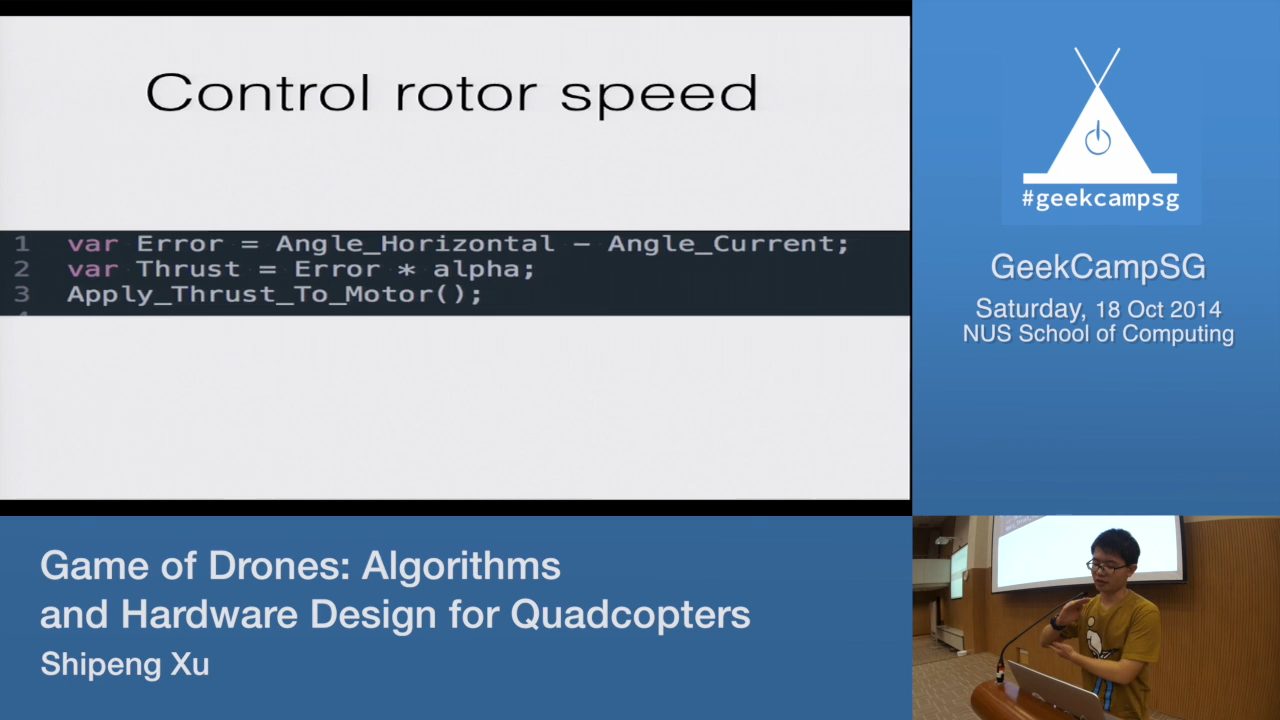 Control rotor speed
1 var Error = Angle_Horizontal - Angle_Current;
2 var Thrust = Error * alpha;
3 Apply_Thrust_To_Motor();
#geekcampsg
GeekCampSG
Saturday, 18 Oct 2014
NUS School of Computing
Game of Drones: Algorithms
and Hardware Design for Quadcopters
Shipeng Xu